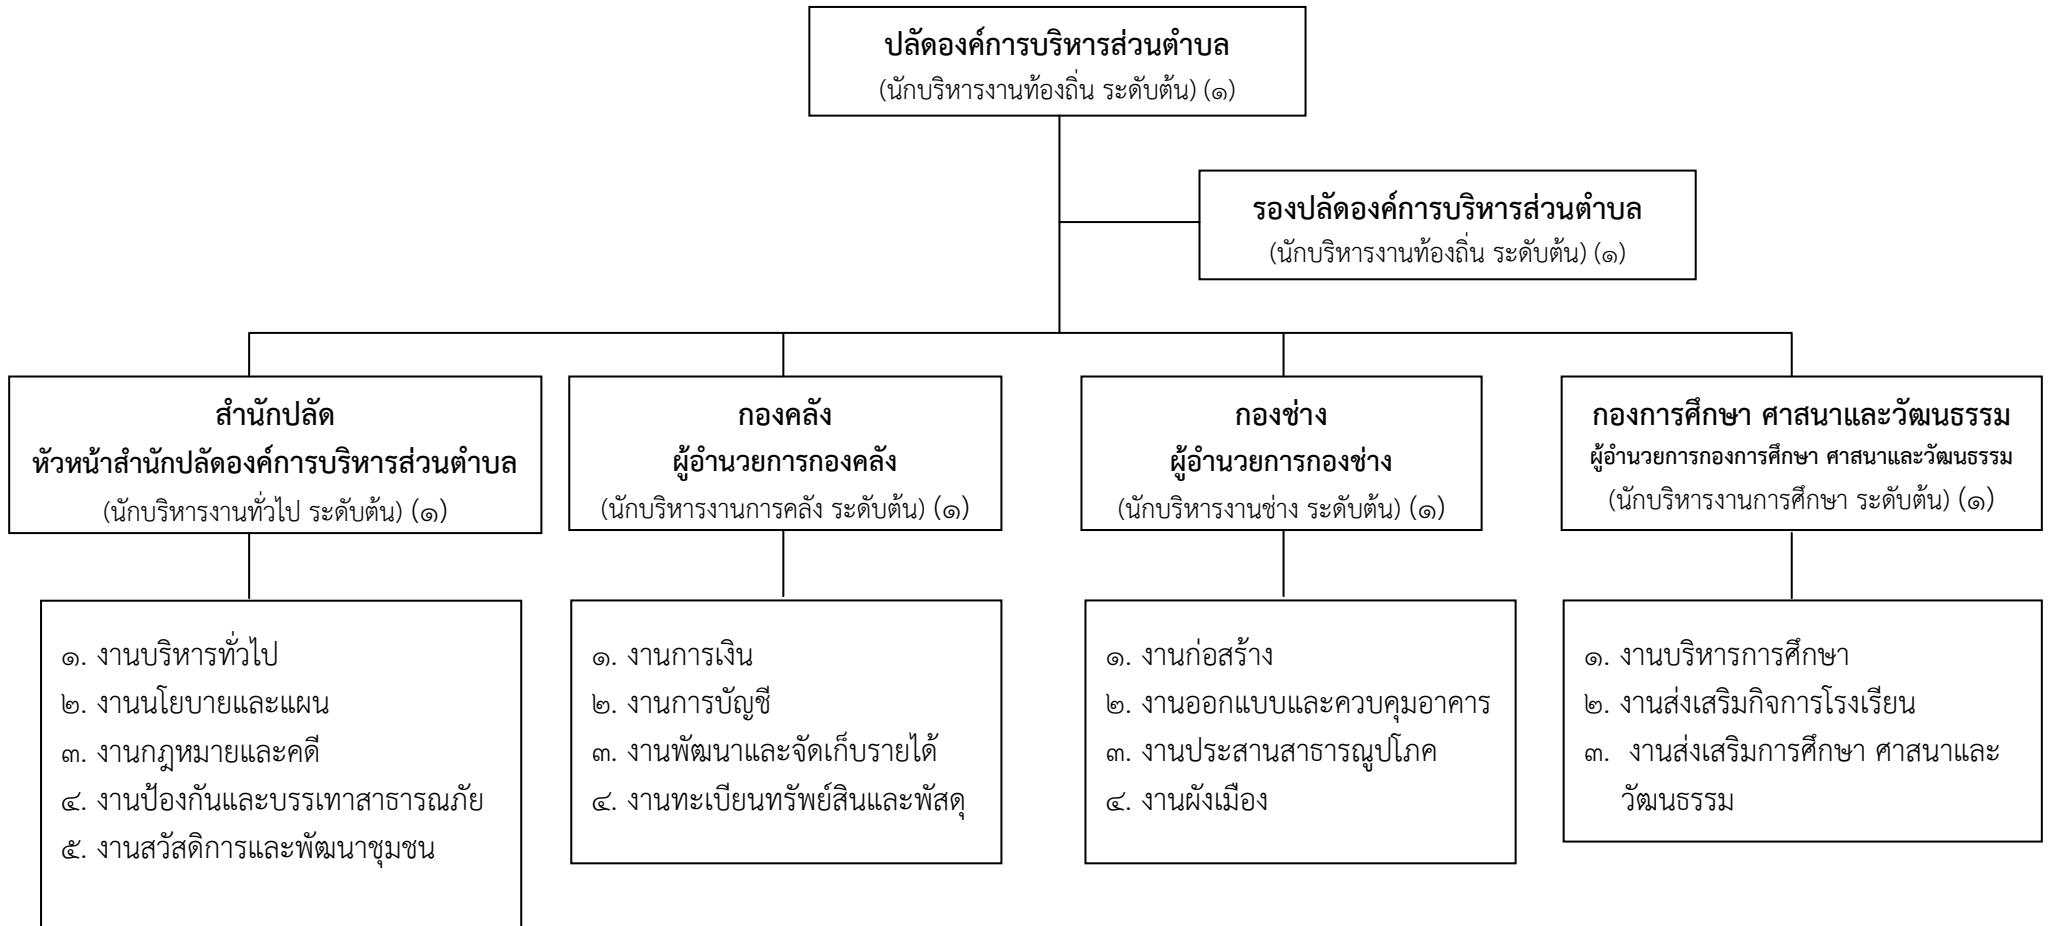 ปลัดองค์การบริหารส่วนตำบล
(นักบริหารงานท้องถิ่น ระดับต้น) (๑)
รองปลัดองค์การบริหารส่วนตำบล
(นักบริหารงานท้องถิ่น ระดับต้น) (๑)
สำนักปลัด
หัวหน้าสำนักปลัดองค์การบริหารส่วนตำบล
(นักบริหารงานทั่วไป ระดับต้น) (๑)
กองคลัง
ผู้อำนวยการกองคลัง
(นักบริหารงานการคลัง ระดับต้น) (๑)
กองช่าง
ผู้อำนวยการกองช่าง
(นักบริหารงานช่าง ระดับต้น) (๑)
กองการศึกษา ศาสนาและวัฒนธรรม
ผู้อำนวยการกองการศึกษา ศาสนาและวัฒนธรรม
(นักบริหารงานการศึกษา ระดับต้น) (๑)
๑. งานบริหารทั่วไป
๒. งานนโยบายและแผน
๓. งานกฎหมายและคดี
๔. งานป้องกันและบรรเทาสาธารณภัย
๕. งานสวัสดิการและพัฒนาชุมชน
๑. งานการเงิน
๒. งานการบัญชี
๓. งานพัฒนาและจัดเก็บรายได้
๔. งานทะเบียนทรัพย์สินและพัสดุ
๑. งานก่อสร้าง
๒. งานออกแบบและควบคุมอาคาร
๓. งานประสานสาธารณูปโภค
๔. งานผังเมือง
๑. งานบริหารการศึกษา
๒. งานส่งเสริมกิจการโรงเรียน
๓. งานส่งเสริมการศึกษา ศาสนาและ
วัฒนธรรม